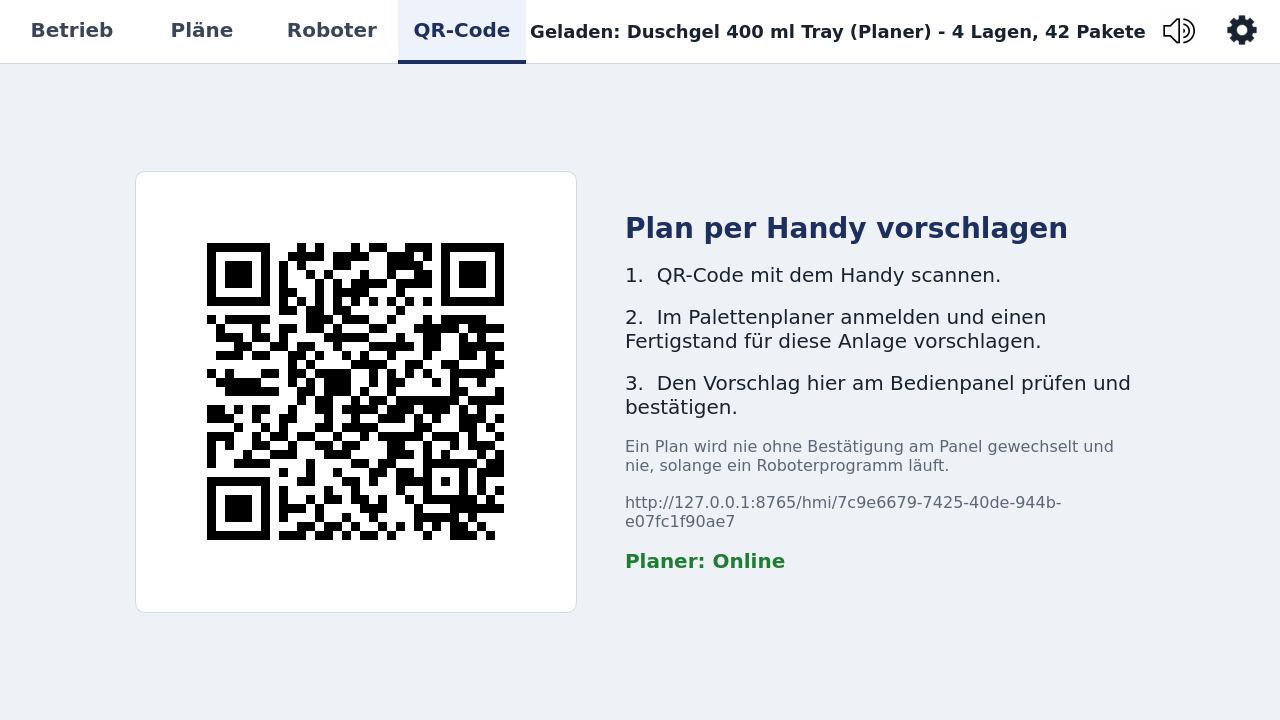 Betrieb Pläne Roboter QR-Code Geladen: Duschgel 400 ml Tray (Planer) - 4 Lagen, 42 Pakete
Plan per Handy vorschlagen
1. QR-Code mit dem Handy scannen.
2. Im Palettenplaner anmelden und einen
Fertigstand für diese Anlage vorschlagen.
3. Den Vorschlag hier am Bedienpanel prüfen und
bestätigen.
Ein Plan wird nie ohne Bestätigung am Panel gewechselt und
nie, solange ein Roboterprogramm läuft.
http://127.0.0.1:8765/hmi/7c9e6679-7425-40de-944b-
e07fc1f90ae7
Planer: Online